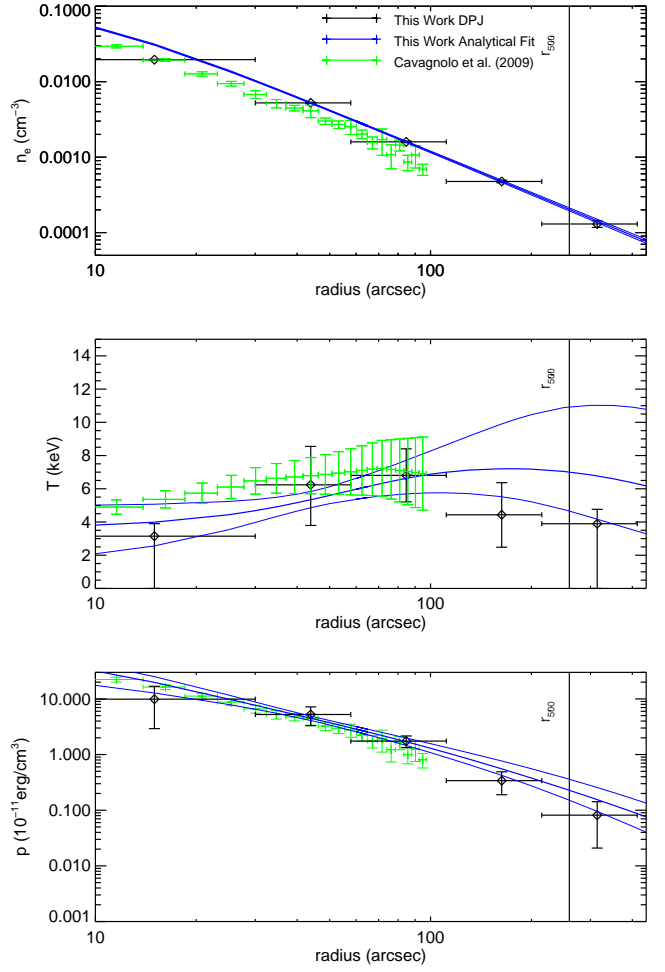 This Work DPJ
This Work Analytical Fit
Cavagnolo et al. (2009)
r500
0.1000
0.0100
0.0010
0.0001
n_e (cm^-3)
10
100
radius (arcsec)
r500
14
12
10
8
6
4
2
0
T (keV)
10
100
radius (arcsec)
r500
10.000
1.000
0.100
0.010
0.001
p (10^-11 erg/cm^3)
10
100
radius (arcsec)